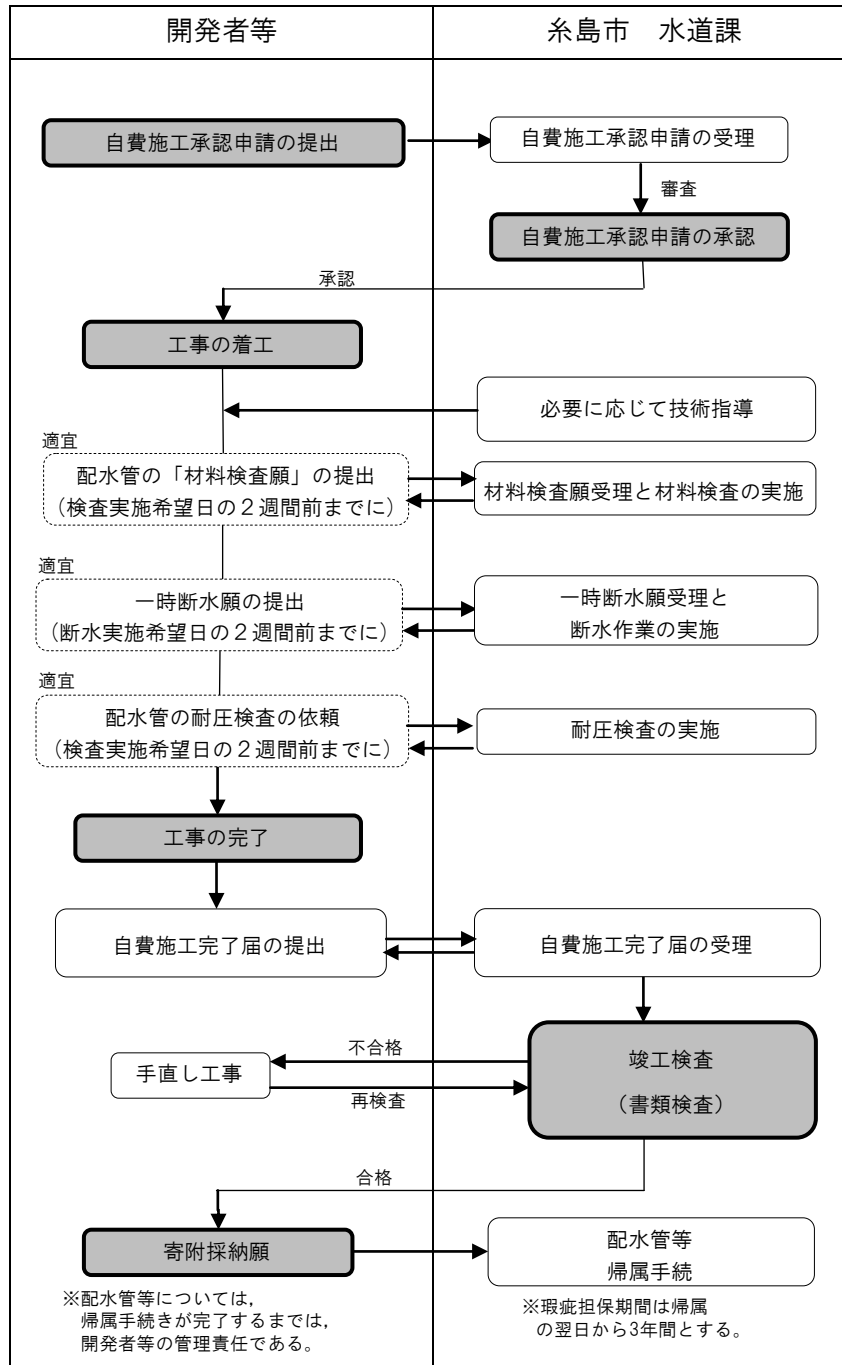 開発者等
糸島市　水道課
自費施工承認申請の提出
自費施工承認申請の受理
審査
自費施工承認申請の承認
承認
工事の着工
必要に応じて技術指導
適宜
配水管の「材料検査願」の提出
(検査実施希望日の２週間前までに)
材料検査願受理と材料検査の実施
適宜
一時断水願の提出
(断水実施希望日の２週間前までに)
一時断水願受理と
断水作業の実施
適宜
配水管の耐圧検査の依頼
(検査実施希望日の２週間前までに)
耐圧検査の実施
工事の完了
自費施工完了届の提出
自費施工完了届の受理
不合格
手直し工事
再検査
竣工検査
（書類検査）
合格
寄附採納願
配水管等
帰属手続
※配水管等については，
帰属手続きが完了するまでは，
開発者等の管理責任である。
※瑕疵担保期間は帰属
の翌日から3年間とする。